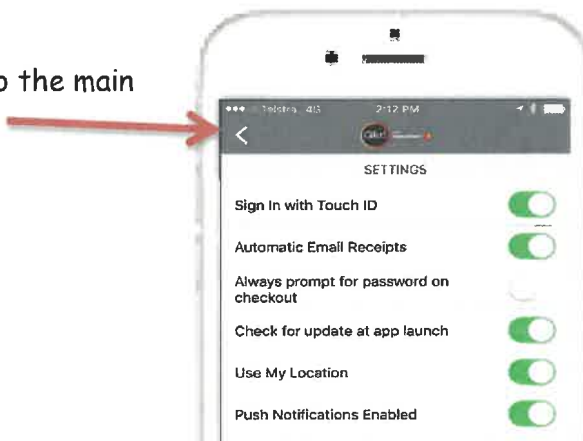 o the main
Telstra 4G 2:12 PM
SETTINGS
Sign In with Touch ID
Automatic Email Receipts
Always prompt for password on
checkout
Check for update at app launch
Use My Location
Push Notifications Enabled